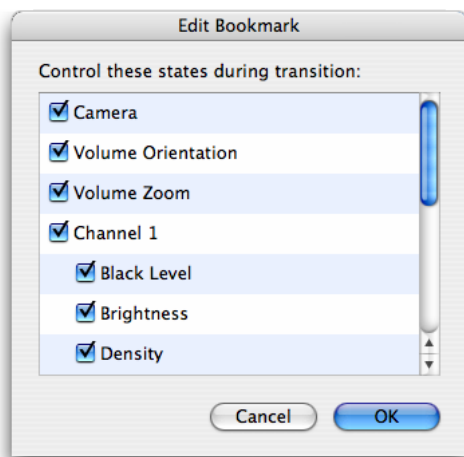 Edit Bookmark
Control these states during transition:
Camera
Volume Orientation
Volume Zoom
Channel 1
Black Level
Brightness
Density
Cancel
OK